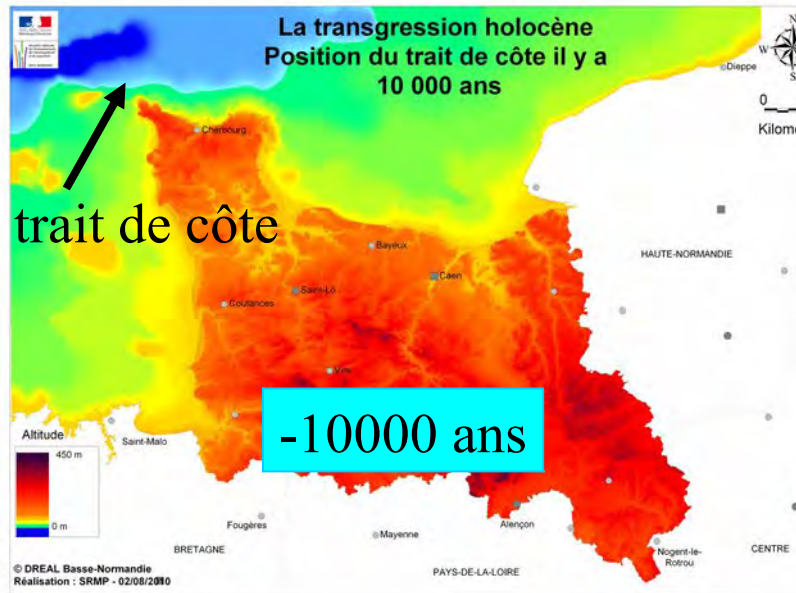 La transgression holocène
Position du trait de côte il y a
10 000 ans
N
W
S
Dieppe
0
Kilome
Cherbourg
trait de côte
Bayeux
HAUTE-NORMANDIE
Caen
Saint-Lô
Coutances
Vire
-10000 ans
Altitude
450 m
0 m
Saint-Malo
Fougères
Mayenne
Alençon
Nogent-le-
Rotrou
CENTRE
BRETAGNE
PAYS-DE-LA-LOIRE
© DREAL Basse-Normandie
Réalisation : SRMP - 02/08/2010